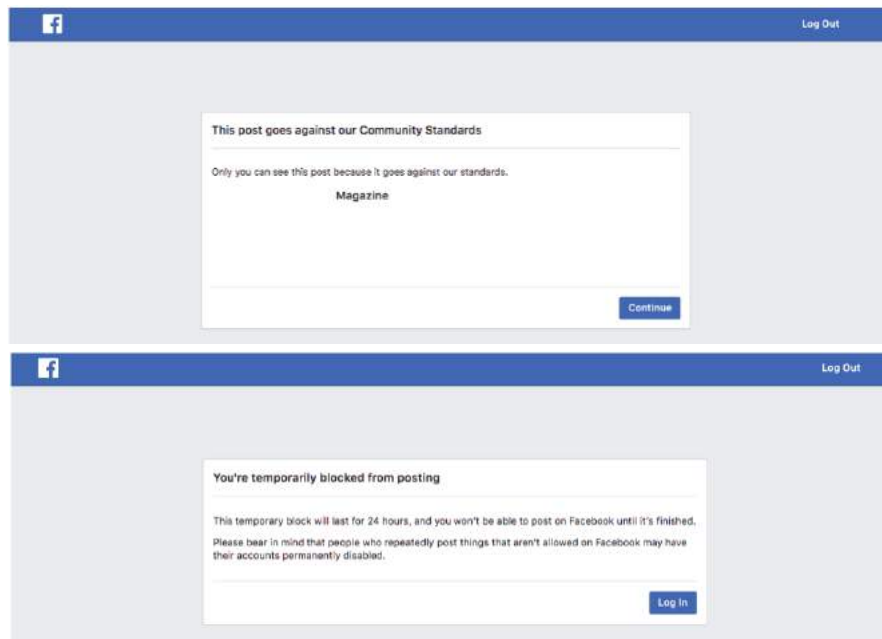 Log Out
This post goes against our Community Standards
Only you can see this post because it goes against our standards.
Magazine
Continue
Log Out
You're temporarily blocked from posting
This temporary block will last for 24 hours, and you won't be able to post on Facebook until it's finished.
Please bear in mind that people who repeatedly post things that aren't allowed on Facebook may have
their accounts permanently disabled.
Log In